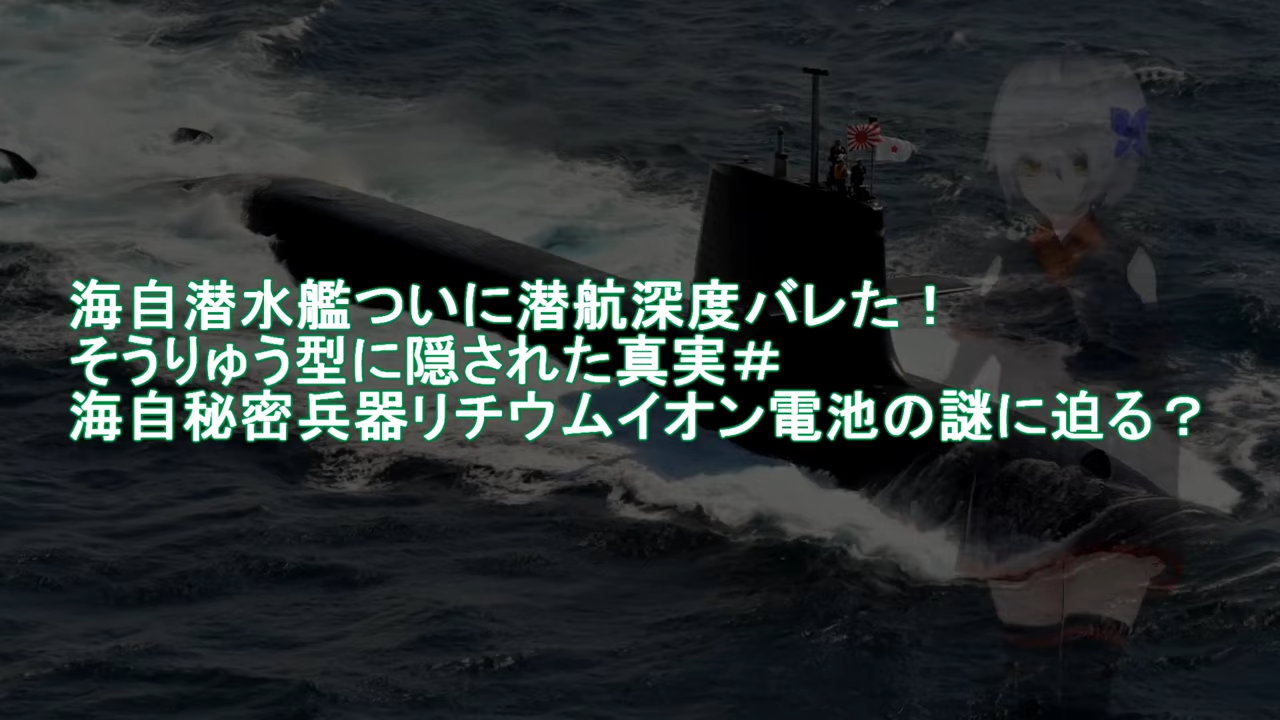 海自潜水艦ついに潜航深度バレた！
そうりゅう型に隠された真実＃
海自秘密兵器リチウムイオン電池の謎に迫る？